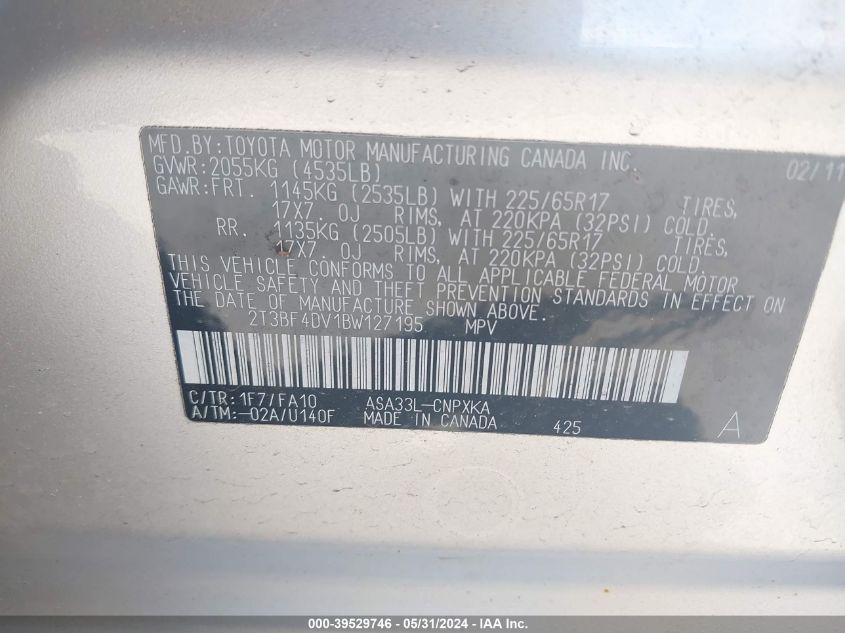 MFD.BY:TOYOTA MOTOR MANUFACTURING CANADA INC. 02/11
GVWR:2055KG (4535LB)
GAWR:FRT. 1145KG (2535LB) WITH 225/65R17 TIRES,
17X7. 0J RIMS, AT 220KPA (32PSI) COLD.
RR. 1135KG (2505LB) WITH 225/65R17 TIRES,
17X7. 0J RIMS, AT 220KPA (32PSI) COLD.
THIS VEHICLE CONFORMS TO ALL APPLICABLE FEDERAL MOTOR
VEHICLE SAFETY AND THEFT PREVENTION STANDARDS IN EFFECT ON
THE DATE OF MANUFACTURE SHOWN ABOVE.
2T3BF4DV1BW127195 MPV
C/TR:1F7/FA10 ASA33L-CNPXKA
A/TM:-02A/U140F MADE IN CANADA 425 A
000-39529746 - 05/31/2024 - IAA Inc.